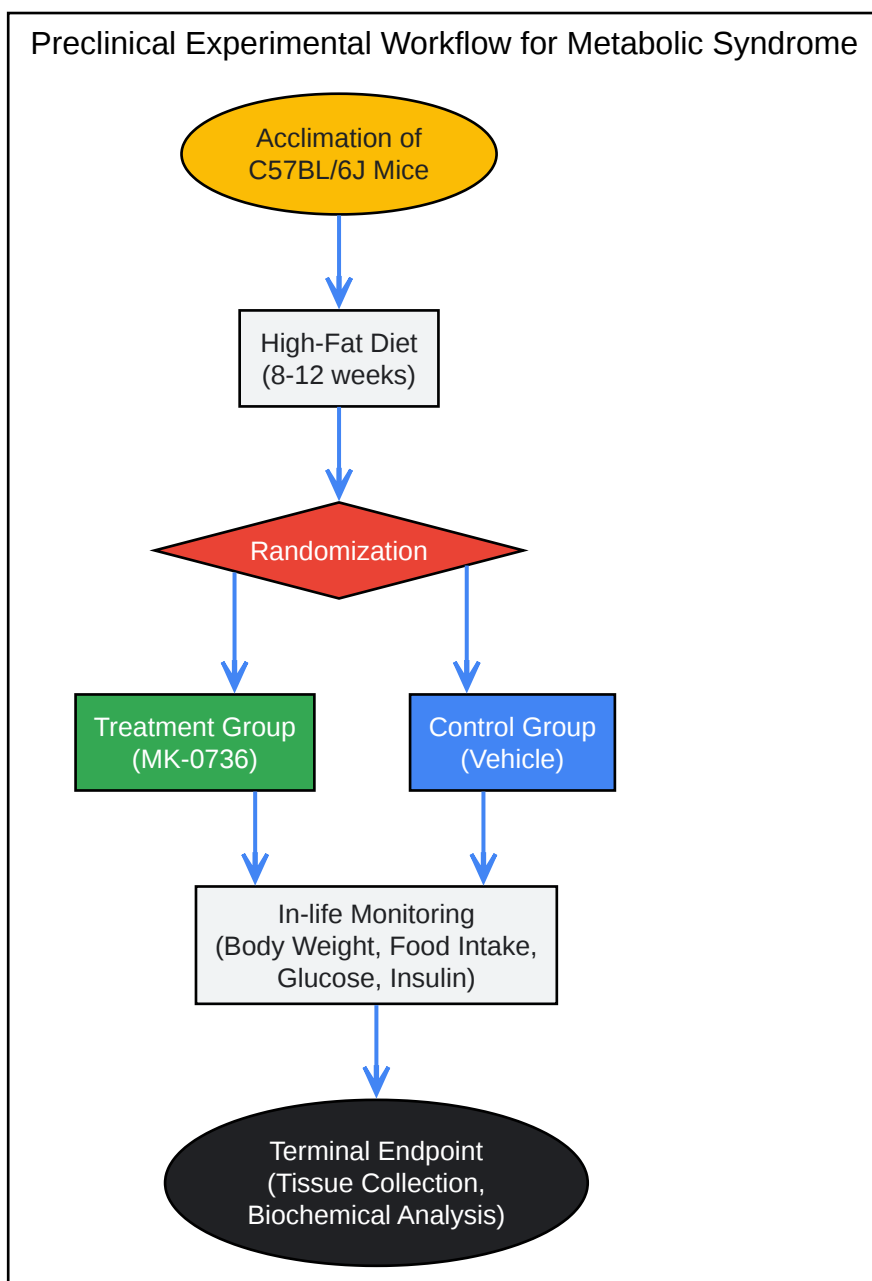 Preclinical Experimental Workflow for Metabolic Syndrome
Acclimation of
C57BL/6J Mice
High-Fat Diet
(8-12 weeks)
Randomization
Treatment Group
(MK-0736)
Control Group
(Vehicle)
In-life Monitoring
(Body Weight, Food Intake,
Glucose, Insulin)
Terminal Endpoint
(Tissue Collection,
Biochemical Analysis)